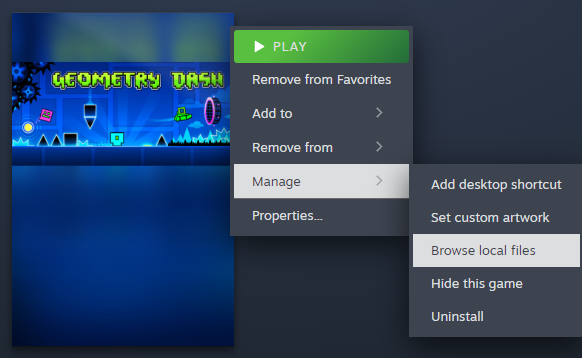 GEOMETRY DASH
PLAY
Remove from Favorites
Add to
Remove from
Manage
Properties...
Add desktop shortcut
Set custom artwork
Browse local files
Hide this game
Uninstall